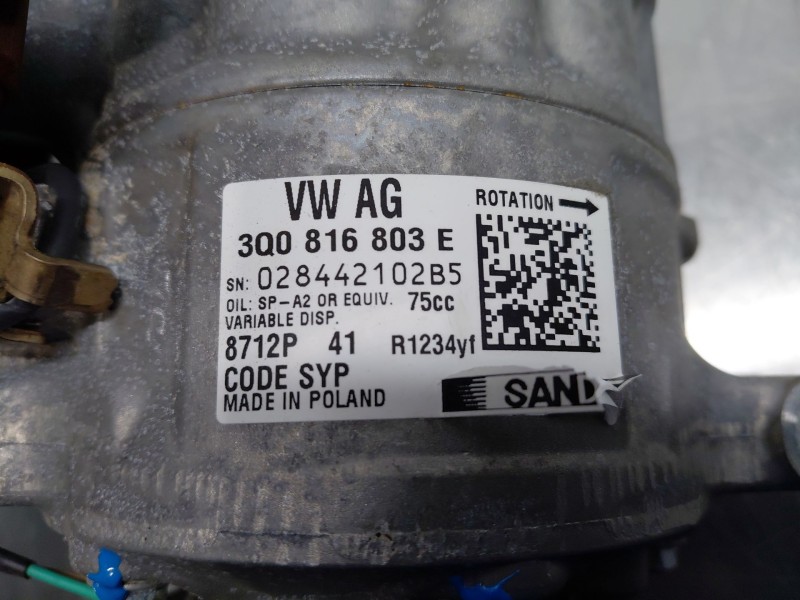 VW AG
ROTATION →
3Q0 816 803 E
SN: 028442102B5
OIL: SP-A2 OR EQUIV. 75cc
VARIABLE DISP.
8712P 41 R1234yf
CODE SYP
MADE IN POLAND
SAND